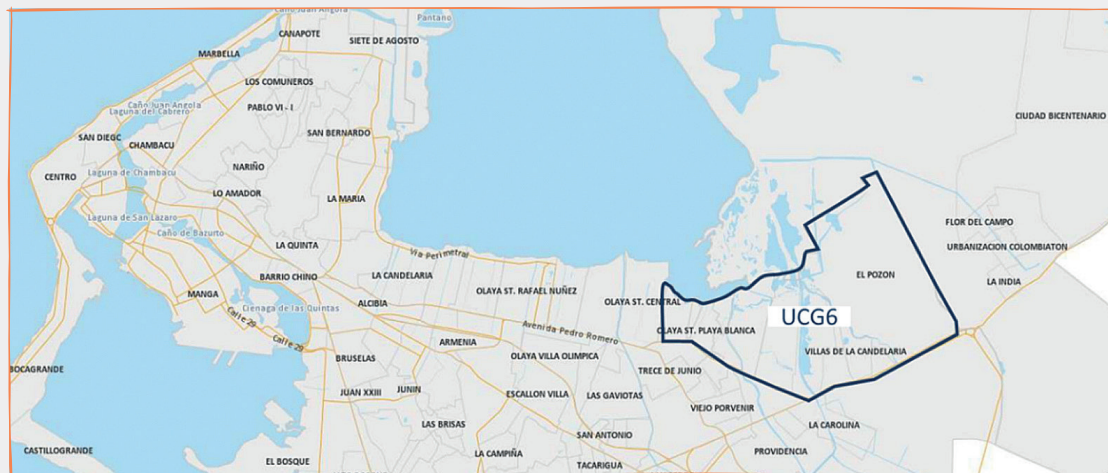 Caño Juan Angola
Pantano
CANAPOTE
SIETE DE AGOSTO
MARBELLA
LOS COMUNEROS
Caño Juan Angola
Laguna del Cabrero
PABLO VI - I
CIUDAD BICENTENARIO
SAN DIEGC
CHAMBACU
SAN BERNARDO
NARIÑO
Laguna de Chambacu
CENTRO
LO AMADOR
LA MARIA
Laguna de San Lazaro
Caño de Bazurto
FLOR DEL CAMPO
LA QUINTA
Via Perimetral
URBANIZACION COLOMBIATON
BARRIO CHINO
LA CANDELARIA
EL POZON
LA INDIA
MANGA
OLAYA ST. RAFAEL NUÑEZ
OLAYA ST. CENTRAL
ALCIBIA
Cienaga de las Quintas
UCG6
Calle 29
Avenida Pedro Romero
OLAYA ST. PLAYA BLANCA
ARMENIA
Calle 29
BRUSELAS
OLAYA VILLA OLIMPICA
VILLAS DE LA CANDELARIA
BOCAGRANDE
TRECE DE JUNIO
JUAN XXIII
JUNIN
ESCALLON VILLA
LAS GAVIOTAS
VIEJO PORVENIR
LAS BRISAS
LA CAROLINA
SAN ANTONIO
CASTILLOGRANDE
LA CAMPIÑA
PROVIDENCIA
EL BOSQUE
TACARIGUA